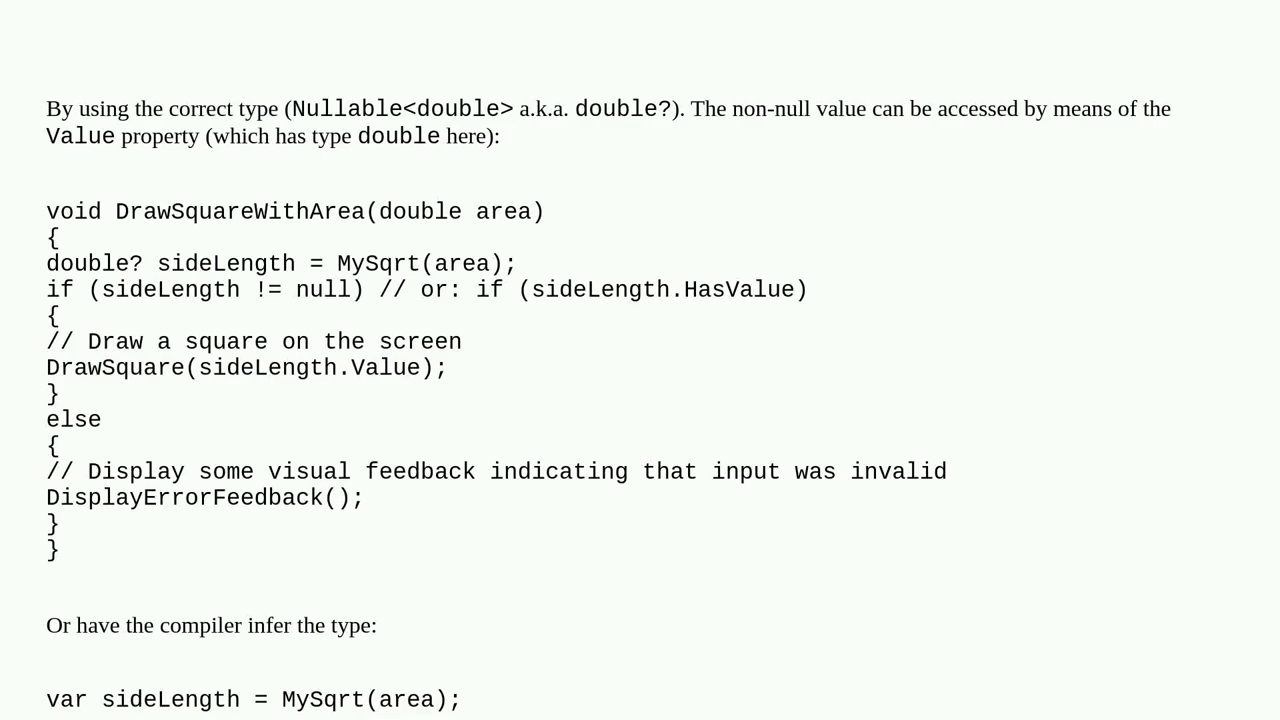 By using the correct type (Nullable<double> a.k.a. double?). The non-null value can be accessed by means of the
Value property (which has type double here):
void DrawSquareWithArea(double area)
{
double? sideLength = MySqrt(area);
if (sideLength != null) // or: if (sideLength.HasValue)
{
// Draw a square on the screen
DrawSquare(sideLength.Value);
}
else
{
// Display some visual feedback indicating that input was invalid
DisplayErrorFeedback();
}
}
Or have the compiler infer the type:
var sideLength = MySqrt(area);